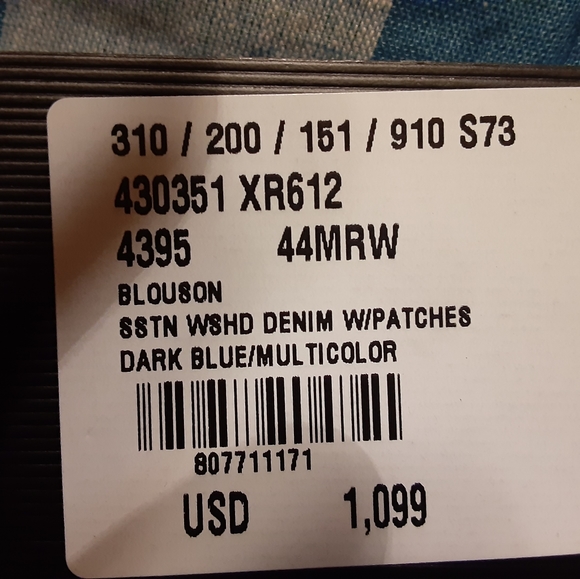 310 / 200 / 151 / 910 S73
430351 XR612
4395 44MRW
BLOUSON
SSTN WSHD DENIM W/PATCHES
DARK BLUE/MULTICOLOR
807711171
USD 1,099